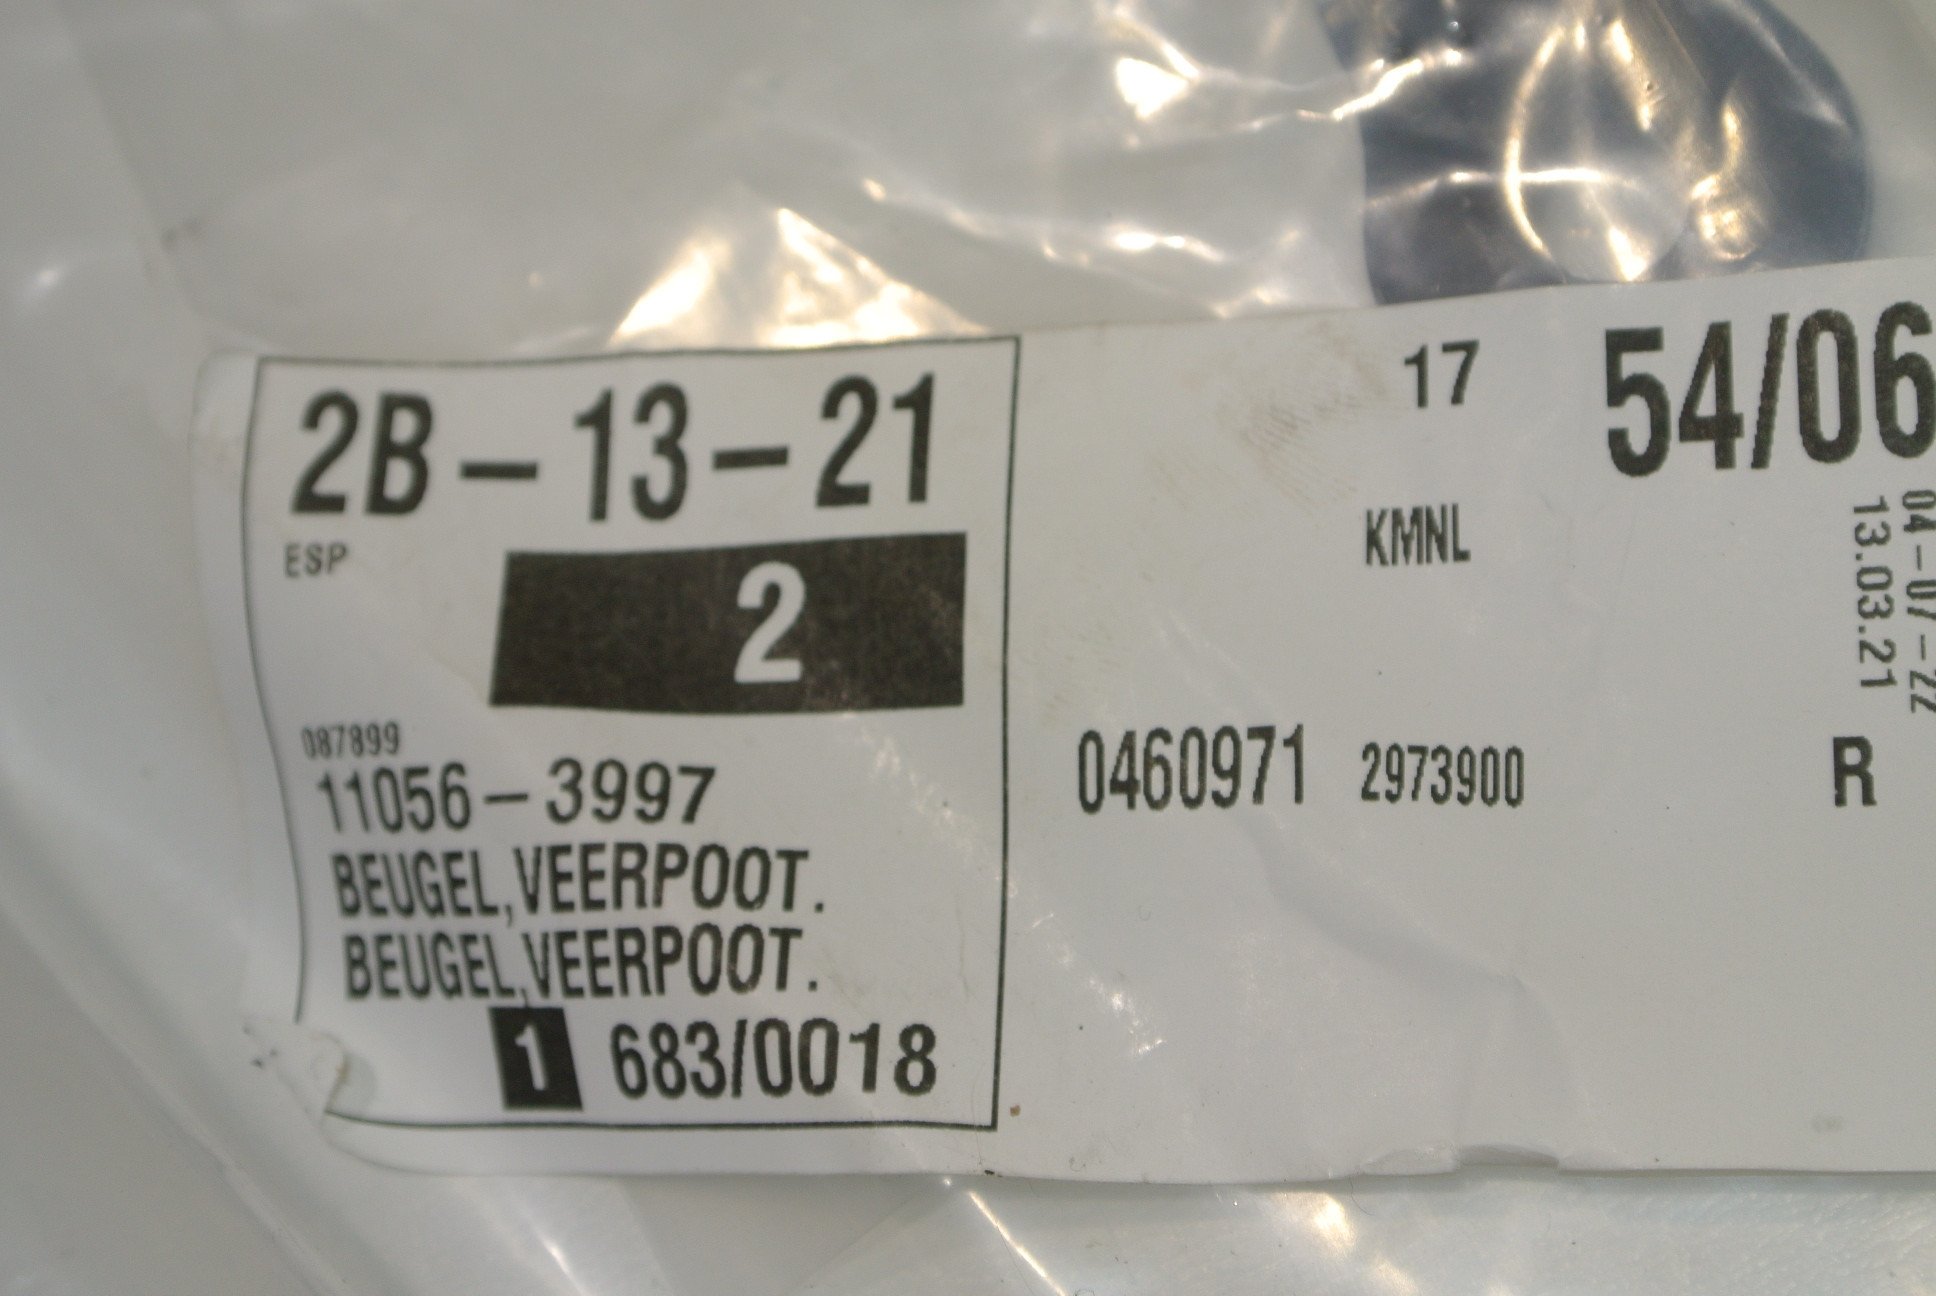 2B-13-21
ESP
2
087899
11056-3997
BEUGEL,VEERPOOT.
BEUGEL,VEERPOOT.
1 683/0018
17
54/06
KMNL
04-07-22
13.03.21
0460971 2973900
R